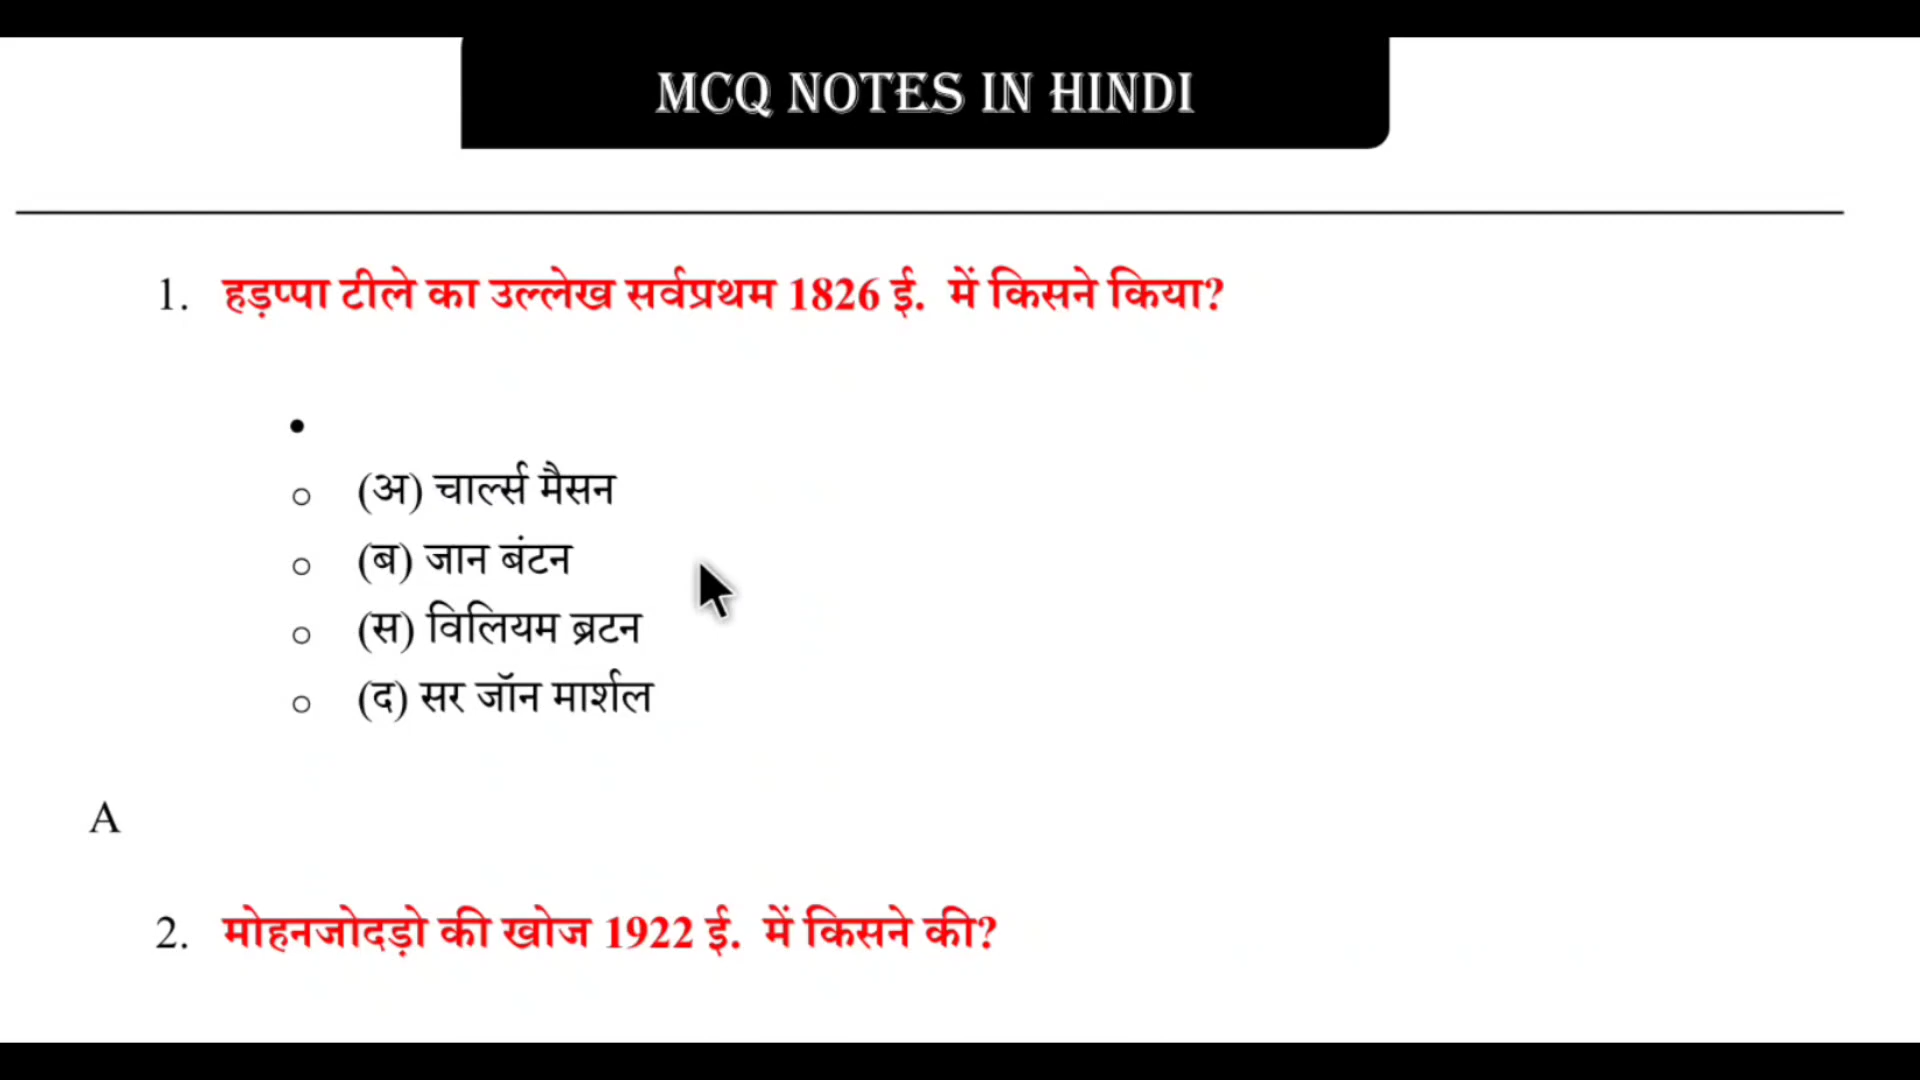 MCQ NOTES IN HINDI
1. हड़प्पा टीले का उल्लेख सर्वप्रथम 1826 ई. में किसने किया?
(अ) चार्ल्स मैसन
(ब) जान बंटन
(स) विलियम ब्रटन
(द) सर जॉन मार्शल
A
2. मोहनजोदड़ो की खोज 1922 ई. में किसने की?